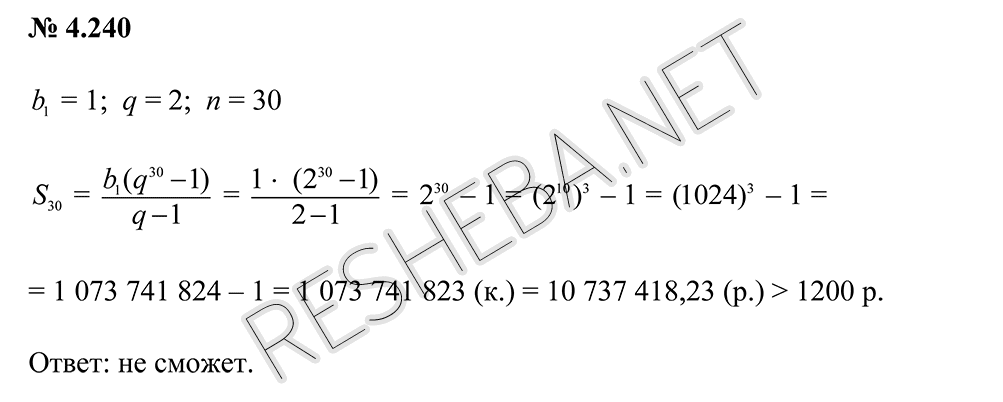 № 4.240
b₁ = 1; q = 2; n = 30
S₃₀ = b₁(q³⁰ – 1) / (q – 1) = 1 · (2³⁰ – 1) / (2 – 1) = 2³⁰ – 1 = (2¹⁰)³ – 1 = (1024)³ – 1 =
= 1 073 741 824 – 1 = 1 073 741 823 (к.) = 10 737 418,23 (р.) > 1200 р.
Ответ: не сможет.
RESHEBA.NET